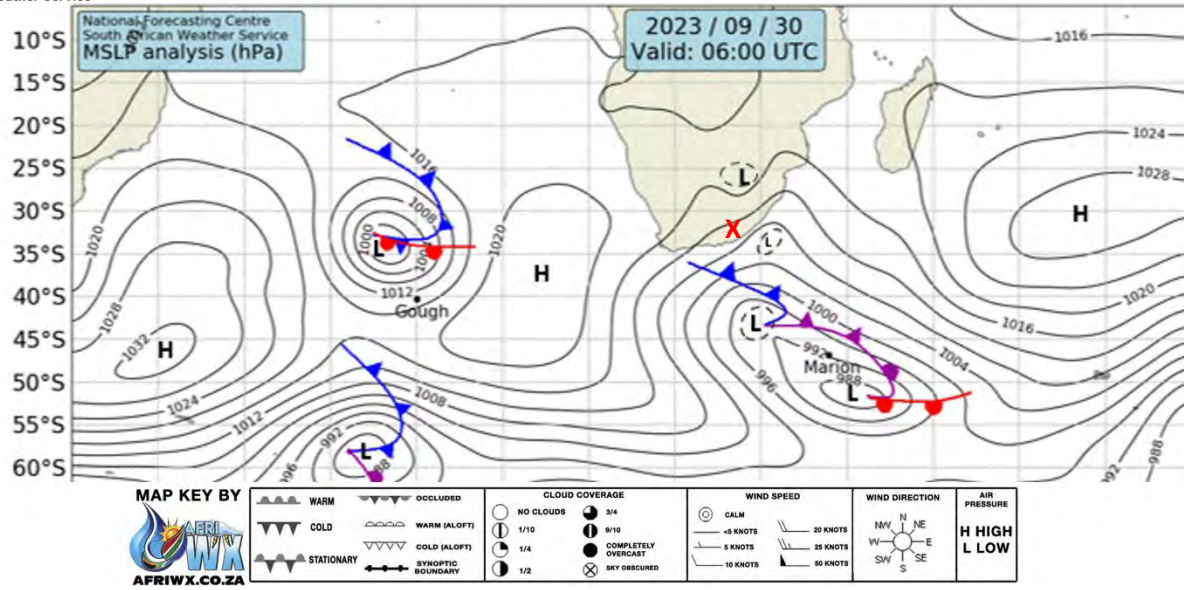 National Forecasting Centre
South African Weather Service
MSLP analysis (hPa)
2023 / 09 / 30
Valid: 06:00 UTC
10°S
15°S
20°S
25°S
30°S
35°S
40°S
45°S
50°S
55°S
60°S
1016
1024
1028
1016
L
H
1008
X
1020
1000
L
1004
1020
L
H
1028
1012
Gough
1020
1000
L
1016
1032
H
992
1004
Marion
988
L
996
1008
1024
1012
992
L
988
996
992
988
MAP KEY BY
AFRI
WX
AFRIWX.CO.ZA
WARM
COLD
STATIONARY
OCCLUDED
WARM (ALOFT)
COLD (ALOFT)
SYNOPTIC
BOUNDARY
CLOUD COVERAGE
NO CLOUDS
1/10
1/4
1/2
3/4
9/10
COMPLETELY
OVERCAST
SKY OBSCURED
WIND SPEED
CALM
<5 KNOTS
5 KNOTS
10 KNOTS
20 KNOTS
25 KNOTS
50 KNOTS
WIND DIRECTION
N
NW
NE
W
E
SW
SE
S
AIR
PRESSURE
H HIGH
L LOW